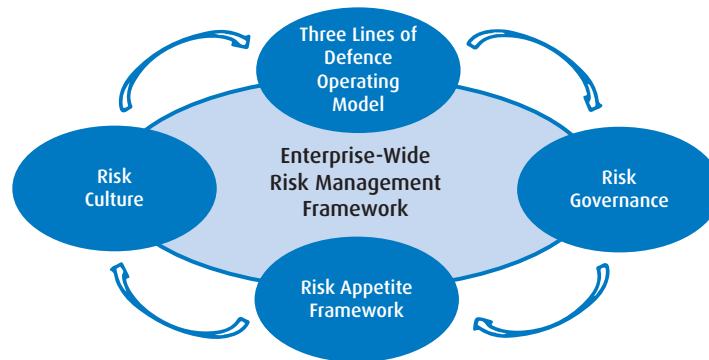 Three Lines of
Defence
Operating
Model
Enterprise-Wide
Risk Management
Framework
Risk
Culture
Risk
Governance
Risk Appetite
Framework